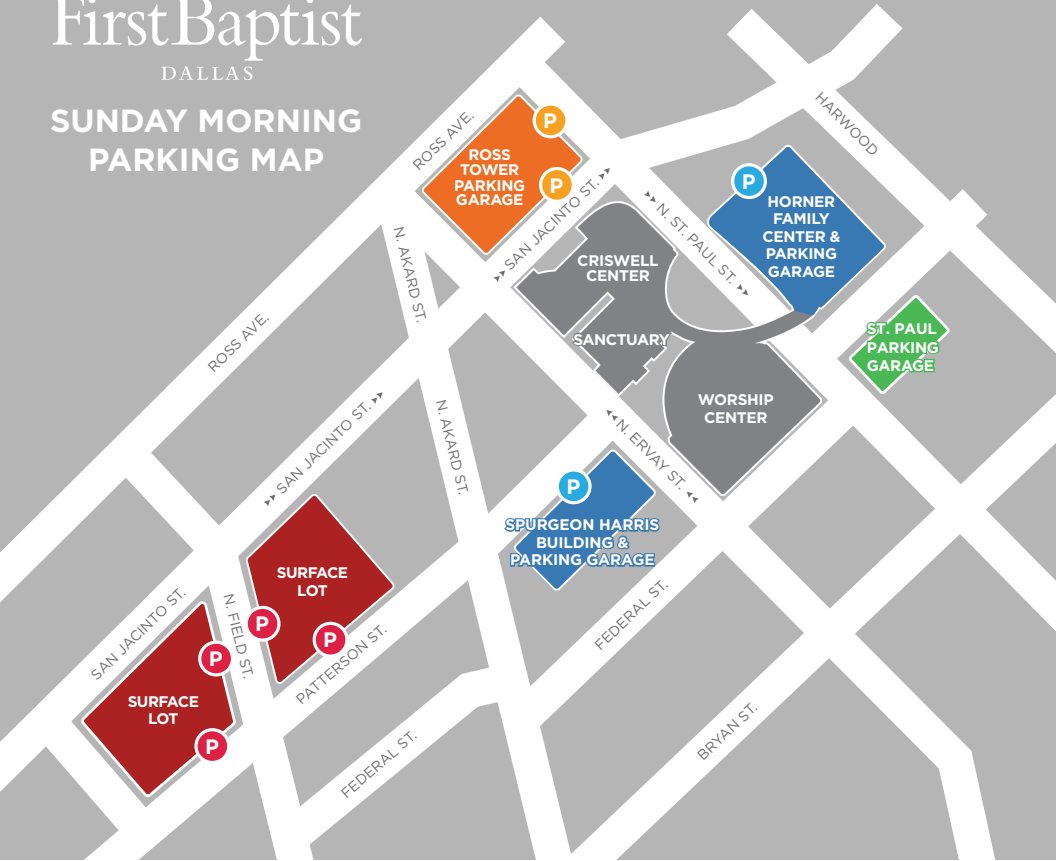 First Baptist
DALLAS
SUNDAY MORNING
PARKING MAP
ROSS AVE.
HARWOOD
P
ROSS
TOWER
PARKING
GARAGE
P
SAN JACINTO ST.
P
HORNER
FAMILY
CENTER &
PARKING
GARAGE
N. ST. PAUL ST.
N. AKARD ST.
CRISWELL
CENTER
SANCTUARY
ROSS AVE.
ST. PAUL
PARKING
GARAGE
WORSHIP
CENTER
SAN JACINTO ST.
N. AKARD ST.
N. ERVAY ST.
P
SPURGEON HARRIS
BUILDING &
PARKING GARAGE
SURFACE
LOT
P
P
SAN JACINTO ST.
N. FIELD ST.
PATTERSON ST.
FEDERAL ST.
P
SURFACE
LOT
P
FEDERAL ST.
BRYAN ST.